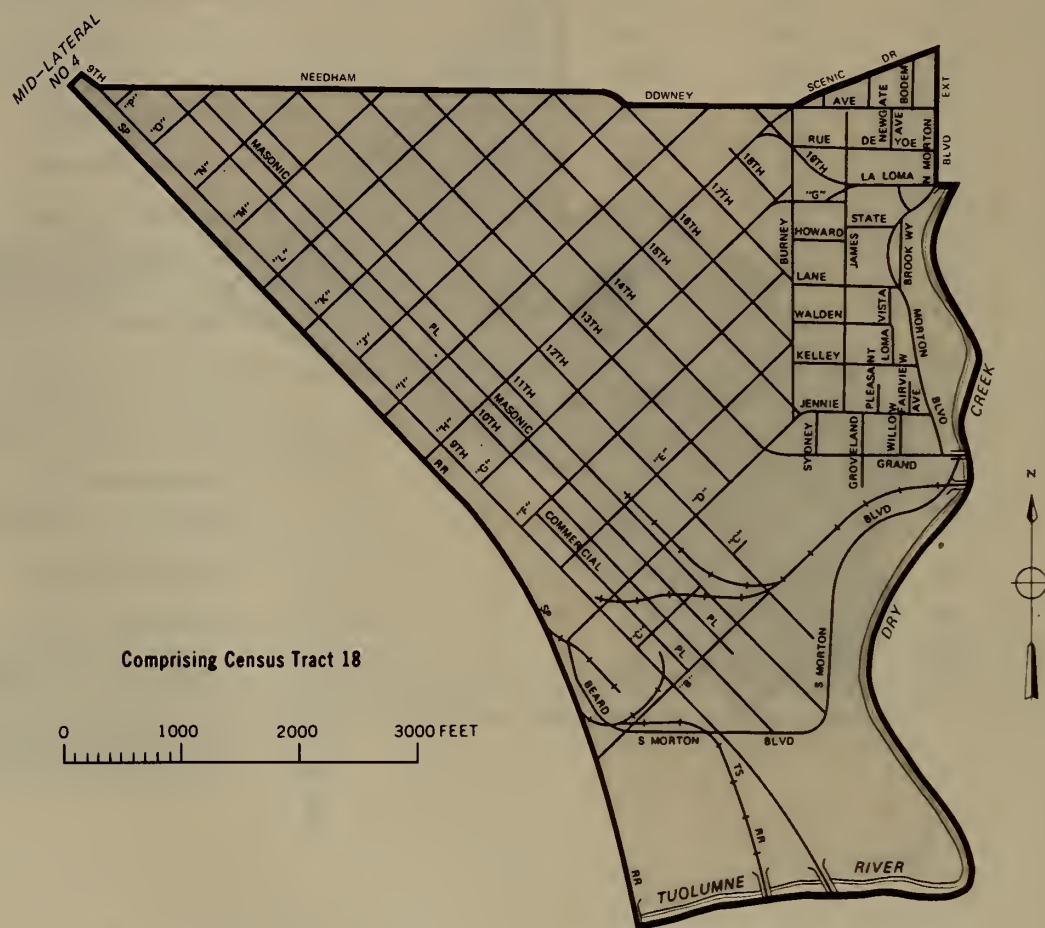 MID-LATERAL
NO 4
9TH
NEEDHAM
DOWNEY
SCENIC DR
AVE
NEWGATE
AVE
BODEM
EXT
N MORTON
BLVD
RUE DE YOE
19TH
LA LOMA
"G"
18TH
17TH
16TH
15TH
14TH
13TH
12TH
11TH
10TH
9TH
"P"
"O"
"N"
"M"
"L"
"K"
"J"
"I"
"H"
"G"
"F"
SP
RR
MASONIC
PL
MASONIC
BURNEY
HOWARD
STATE
JAMES
LANE
BROOK WY
WALDEN
VISTA
LOMA
KELLEY
PLEASANT
FAIRVIEW
AVE
MORTON
BLVD
JENNIE
WILLOW
SYDNEY
GROVELAND
GRAND
CREEK
"E"
"D"
"C"
BLVD
COMMERCIAL
PL
"C"
PL
"B"
SP
BEARD
S MORTON
DRY
S MORTON BLVD
TS
RR
RR
TUOLUMNE RIVER
N
Comprising Census Tract 18
0 1000 2000 3000 FEET